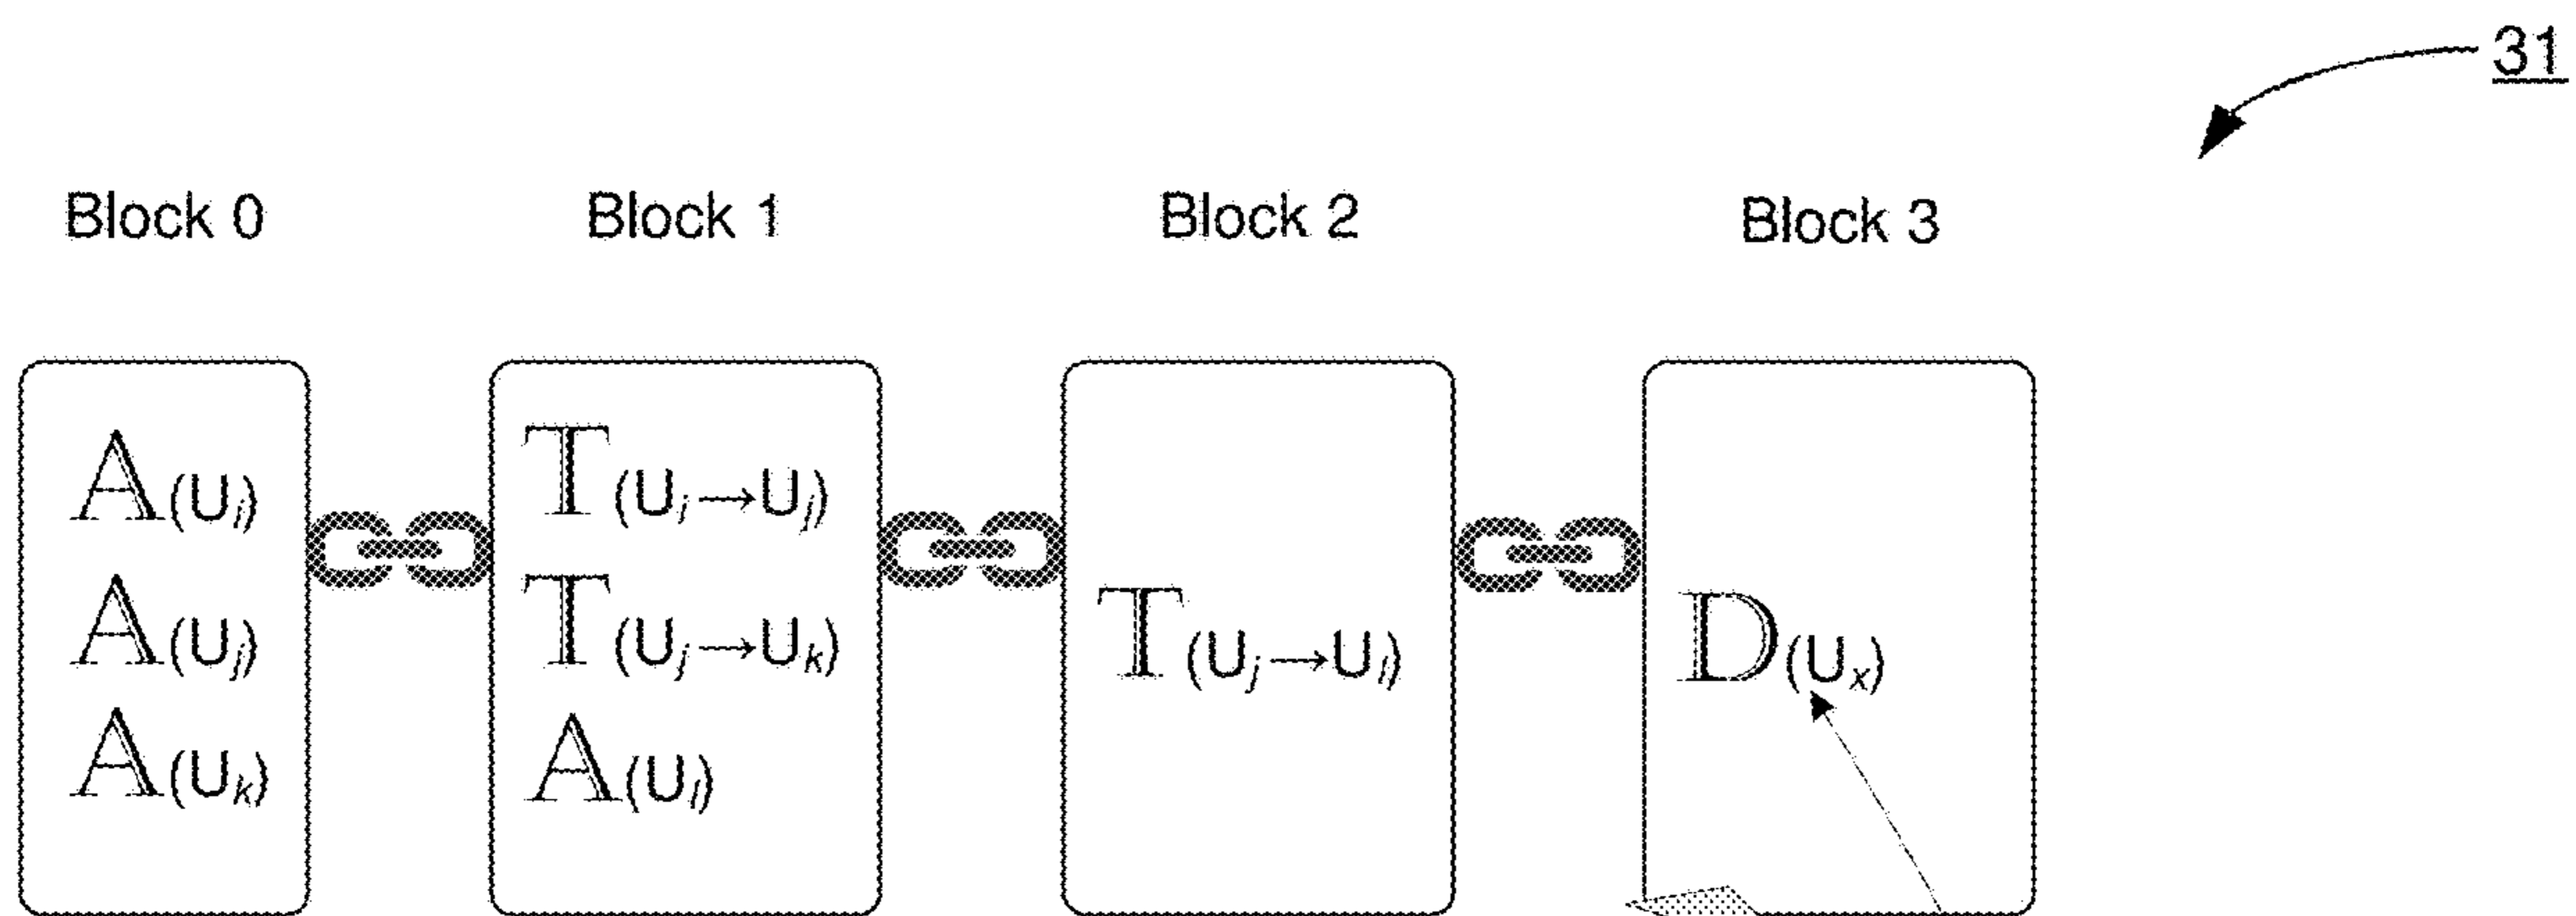 31
Block 0
Block 1
Block 2
Block 3
A(Uᵢ)
A(Uⱼ)
A(Uₖ)
T(Uᵢ→Uⱼ)
T(Uⱼ→Uₖ)
A(Uₗ)
T(Uⱼ→Uₗ)
D(Uₓ)